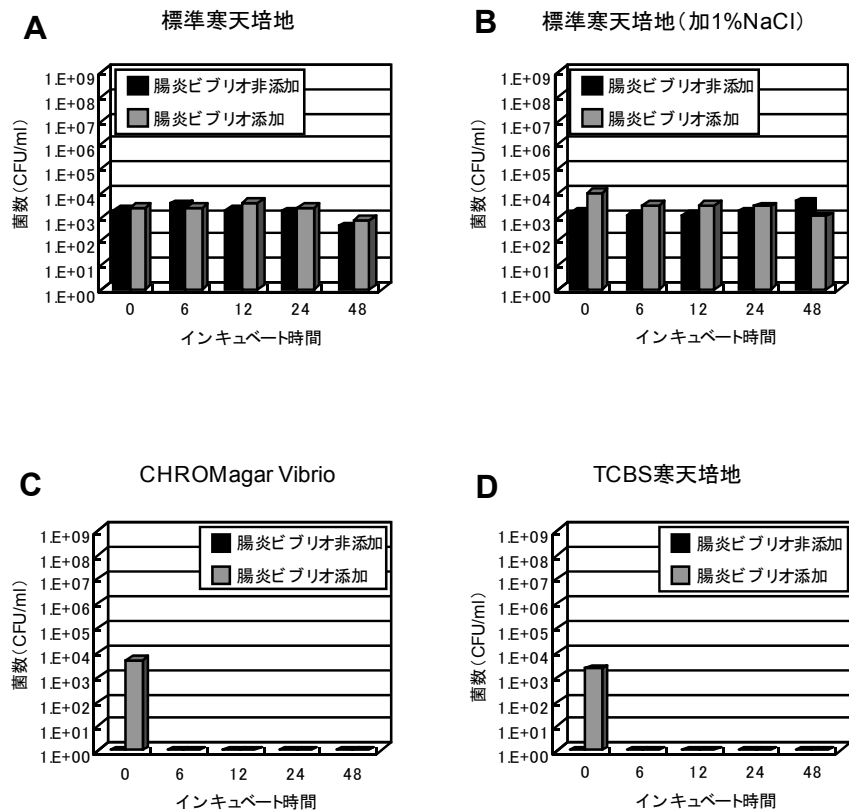 A
標準寒天培地
菌数(CFU/ml)
1.E+09
1.E+08
1.E+07
1.E+06
1.E+05
1.E+04
1.E+03
1.E+02
1.E+01
1.E+00
腸炎ビブリオ非添加
腸炎ビブリオ添加
0 6 12 24 48
インキュベート時間
B
標準寒天培地(加1%NaCl)
菌数(CFU/ml)
1.E+09
1.E+08
1.E+07
1.E+06
1.E+05
1.E+04
1.E+03
1.E+02
1.E+01
1.E+00
腸炎ビブリオ非添加
腸炎ビブリオ添加
0 6 12 24 48
インキュベート時間
C
CHROMagar Vibrio
菌数(CFU/ml)
1.E+09
1.E+08
1.E+07
1.E+06
1.E+05
1.E+04
1.E+03
1.E+02
1.E+01
1.E+00
腸炎ビブリオ非添加
腸炎ビブリオ添加
0 6 12 24 48
インキュベート時間
D
TCBS寒天培地
菌数(CFU/ml)
1.E+09
1.E+08
1.E+07
1.E+06
1.E+05
1.E+04
1.E+03
1.E+02
1.E+01
1.E+00
腸炎ビブリオ非添加
腸炎ビブリオ添加
0 6 12 24 48
インキュベート時間